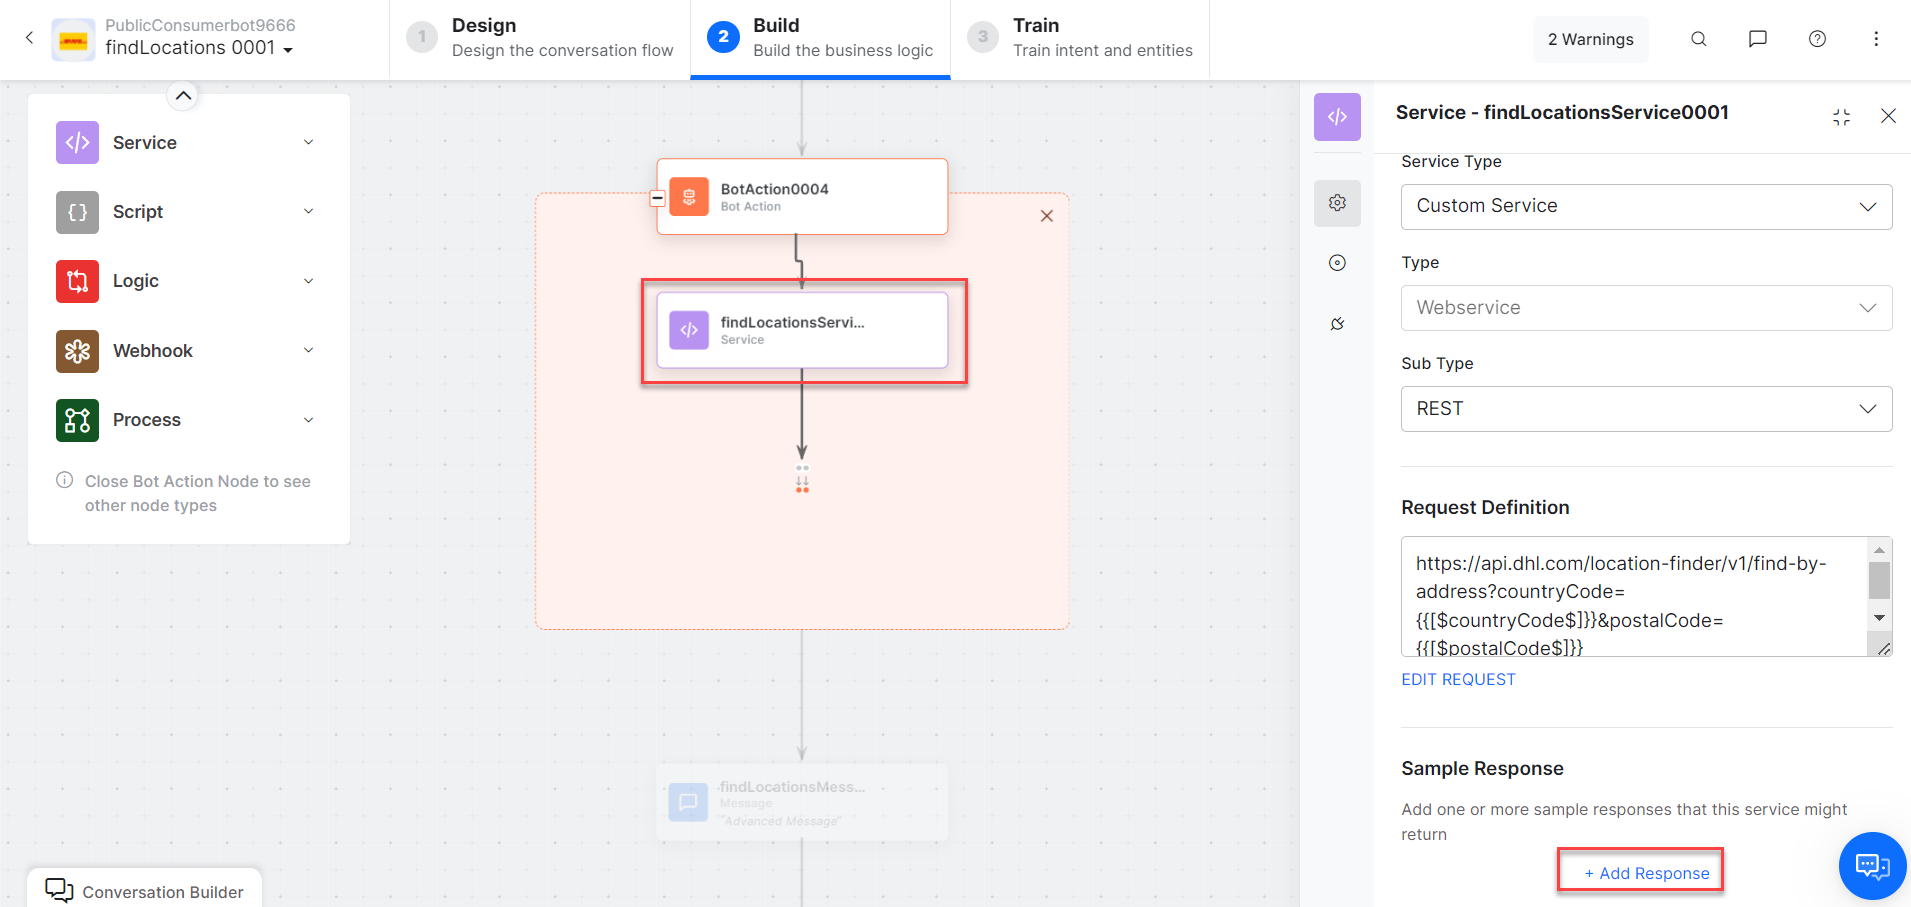 PublicConsumerbot9666
findLocations 0001
1
Design
Design the conversation flow
2
Build
Build the business logic
3
Train
Train intent and entities
2 Warnings
Service
Script
Logic
Webhook
Process
Close Bot Action Node to see
other node types
BotAction0004
Bot Action
findLocationsServi...
Service
findLocationsMess...
Message
"Advanced Message"
Conversation Builder
Service - findLocationsService0001
Service Type
Custom Service
Type
Webservice
Sub Type
REST
Request Definition
https://api.dhl.com/location-finder/v1/find-by-
address?countryCode=
{{[$countryCode$]}}&postalCode=
{{[$postalCode$]}}
EDIT REQUEST
Sample Response
Add one or more sample responses that this service might
return
+ Add Response